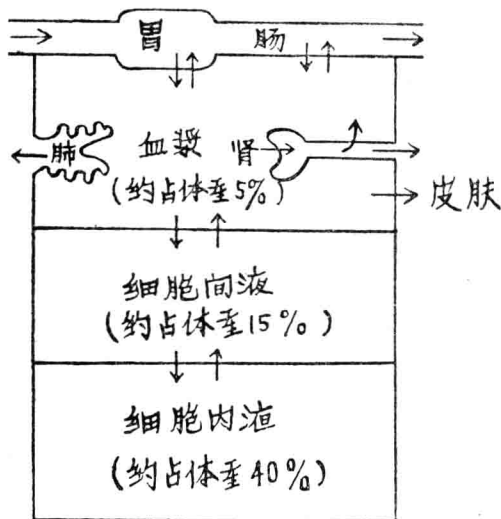 胃 肠
肺 血浆 肾
(约占体重5%)
皮肤
细胞间液
(约占体重15%)
细胞内液
(约占体重40%)